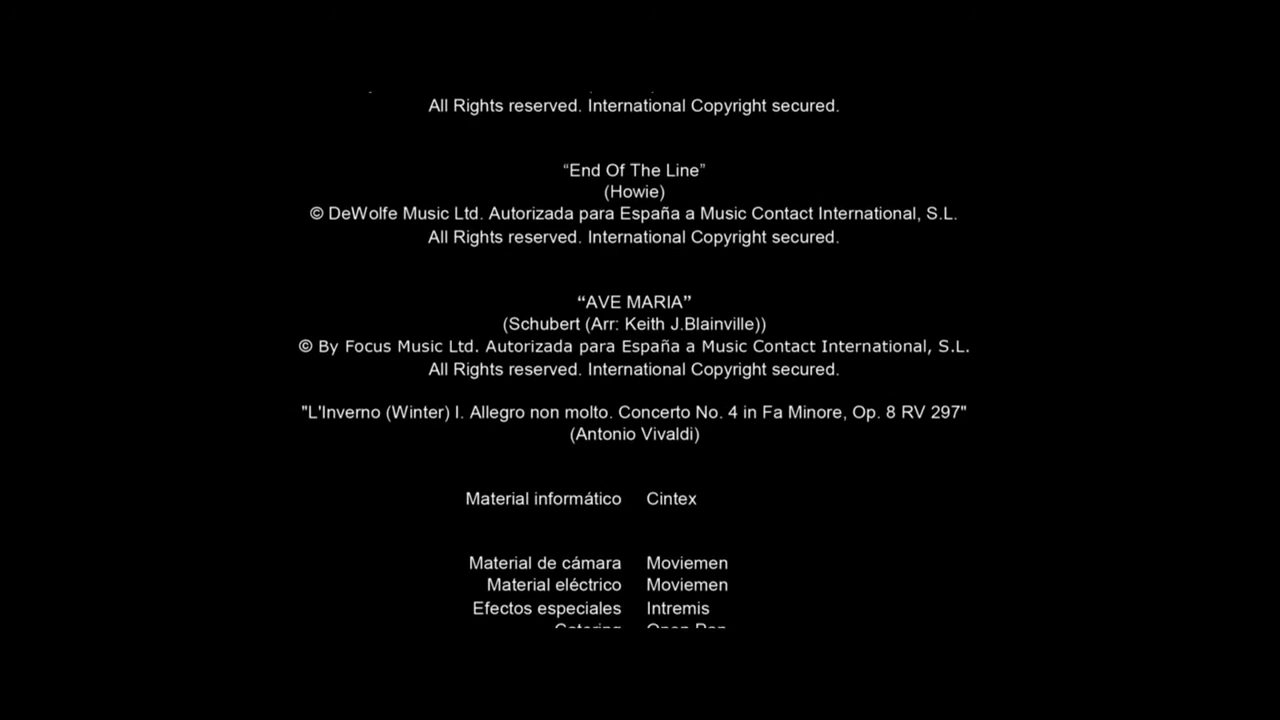 All Rights reserved. International Copyright secured.
“End Of The Line”
(Howie)
© DeWolfe Music Ltd. Autorizada para España a Music Contact International, S.L.
All Rights reserved. International Copyright secured.
“AVE MARIA”
(Schubert (Arr: Keith J.Blainville))
© By Focus Music Ltd. Autorizada para España a Music Contact International, S.L.
All Rights reserved. International Copyright secured.
"L'Inverno (Winter) I. Allegro non molto. Concerto No. 4 in Fa Minore, Op. 8 RV 297"
(Antonio Vivaldi)
Material informático Cintex
Material de cámara Moviemen
Material eléctrico Moviemen
Efectos especiales Intremis
Catering